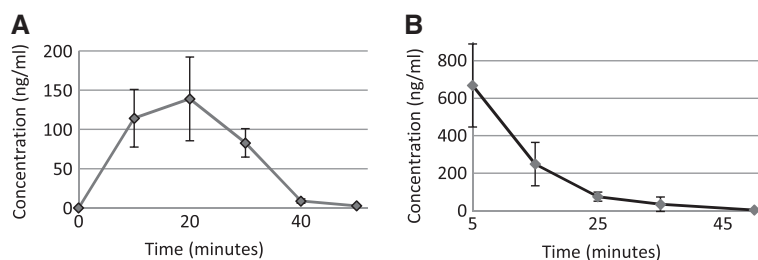 A
Concentration (ng/ml)
200
150
100
50
0
0 20 40
Time (minutes)
B
Concentration (ng/ml)
800
600
400
200
0
5 25 45
Time (minutes)